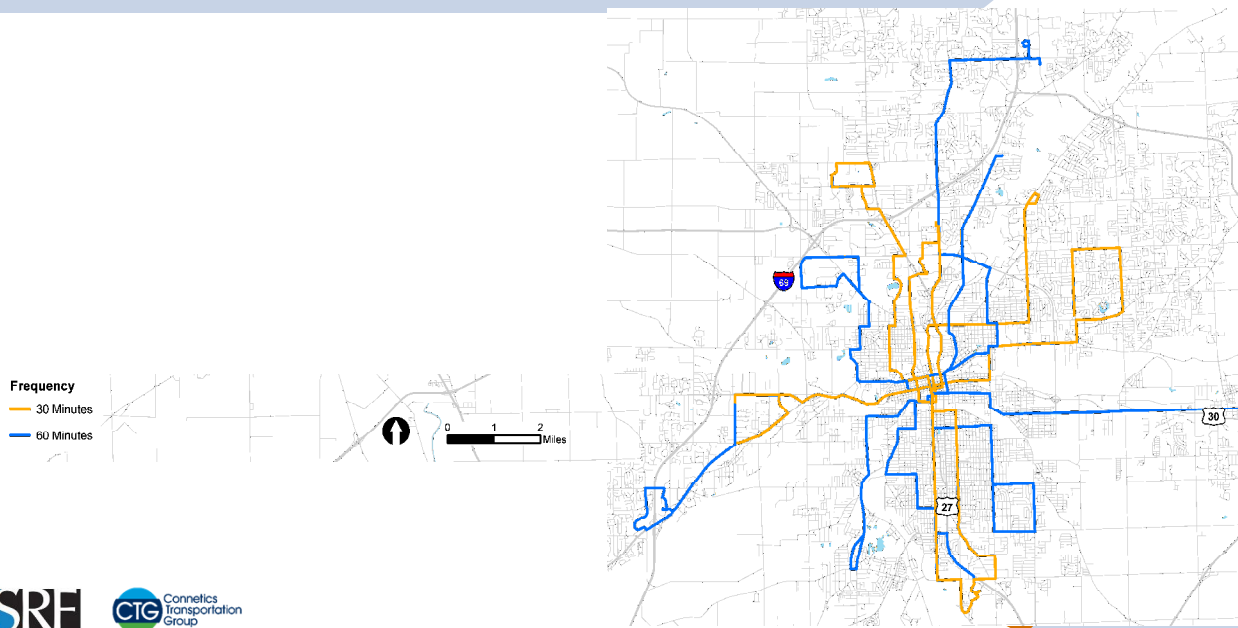 69
30
27
Frequency
30 Minutes
60 Minutes
0 1 2
Miles
SRF
CTG
Connetics
Transportation
Group